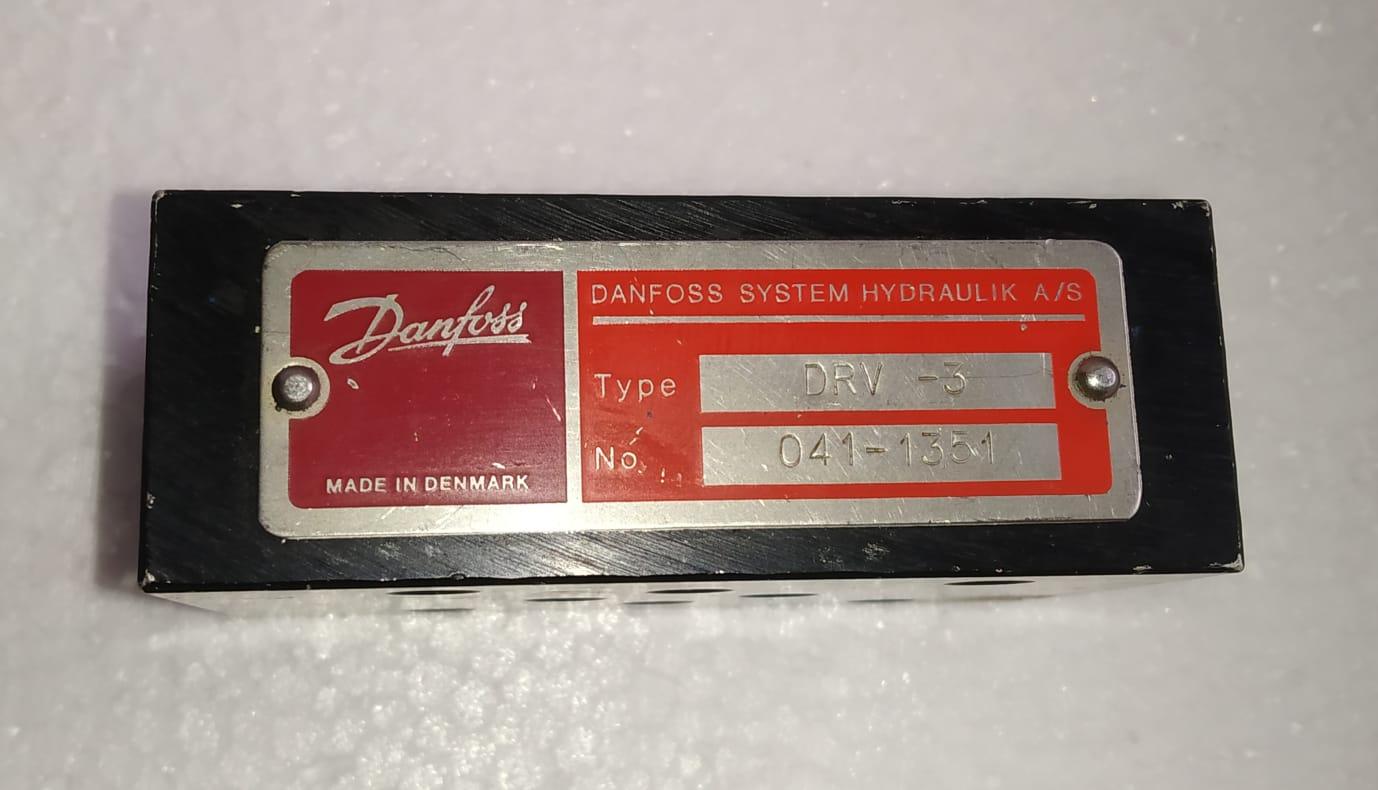 Danfoss
MADE IN DENMARK
DANFOSS SYSTEM HYDRAULIK A/S
Type DRV -3
No. 041-1351